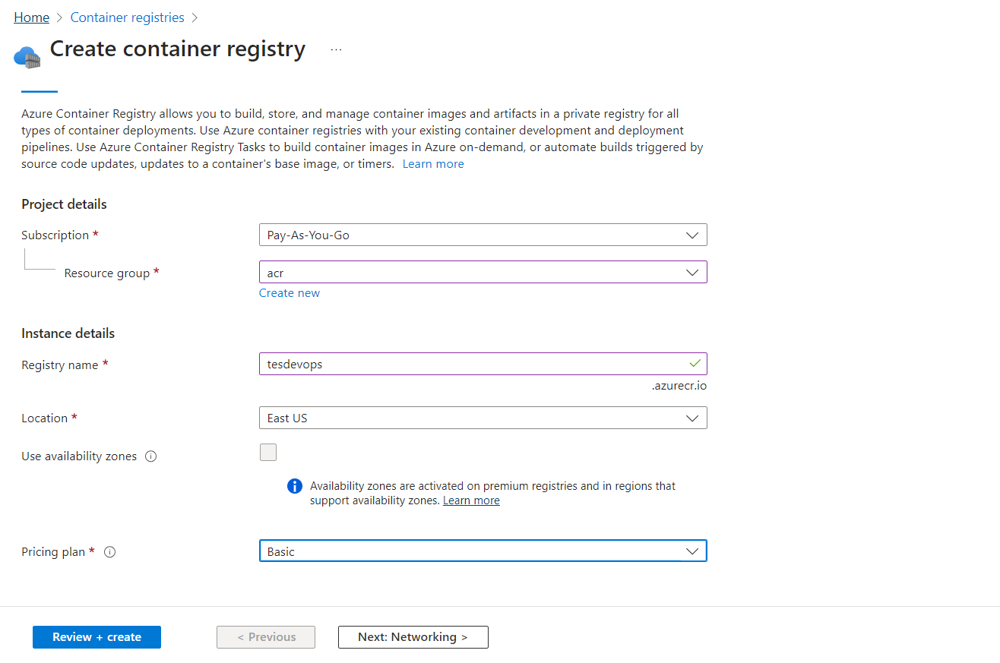 Home > Container registries >
Create container registry ...
Azure Container Registry allows you to build, store, and manage container images and artifacts in a private registry for all
types of container deployments. Use Azure container registries with your existing container development and deployment
pipelines. Use Azure Container Registry Tasks to build container images in Azure on-demand, or automate builds triggered by
source code updates, updates to a container's base image, or timers. Learn more
Project details
Subscription * Pay-As-You-Go
Resource group * acr
Create new
Instance details
Registry name * tesdevops
.azurecr.io
Location * East US
Use availability zones
Availability zones are activated on premium registries and in regions that
support availability zones. Learn more
Pricing plan * Basic
Review + create < Previous Next: Networking >